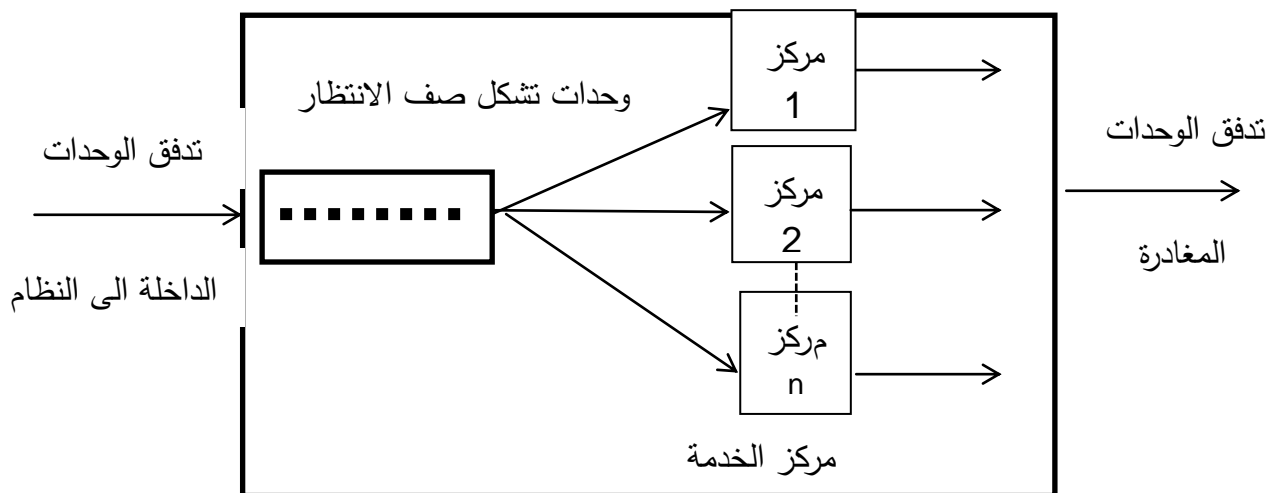 مركز
1
وحدات تشكل صف الانتظار
تدفق الوحدات
تدفق الوحدات
مركز
2
المغادرة
الداخلة الى النظام
مركز
n
مركز الخدمة